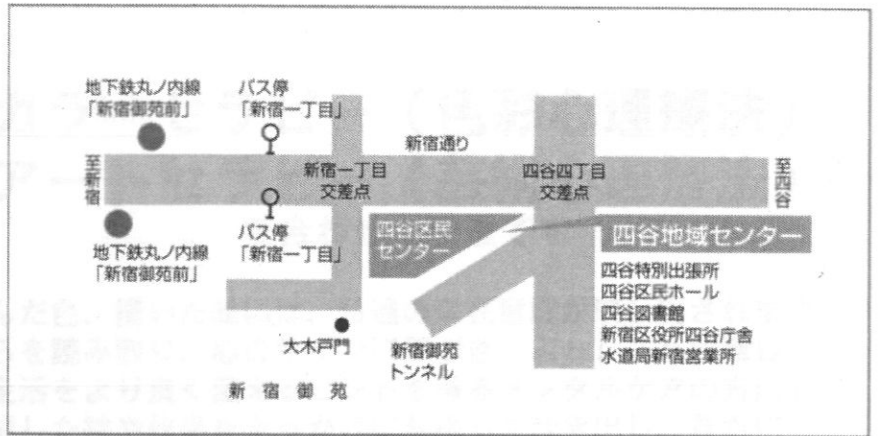 地下鉄丸ノ内線
「新宿御苑前」
バス停
「新宿一丁目」
新宿通り
至新宿
新宿一丁目
交差点
四谷四丁目
交差点
至四谷
地下鉄丸ノ内線
「新宿御苑前」
バス停
「新宿一丁目」
四谷区民
センター
四谷地域センター
四谷特別出張所
四谷区民ホール
四谷図書館
新宿区役所四谷庁舎
水道局新宿営業所
大木戸門
新宿御苑
トンネル
新宿御苑